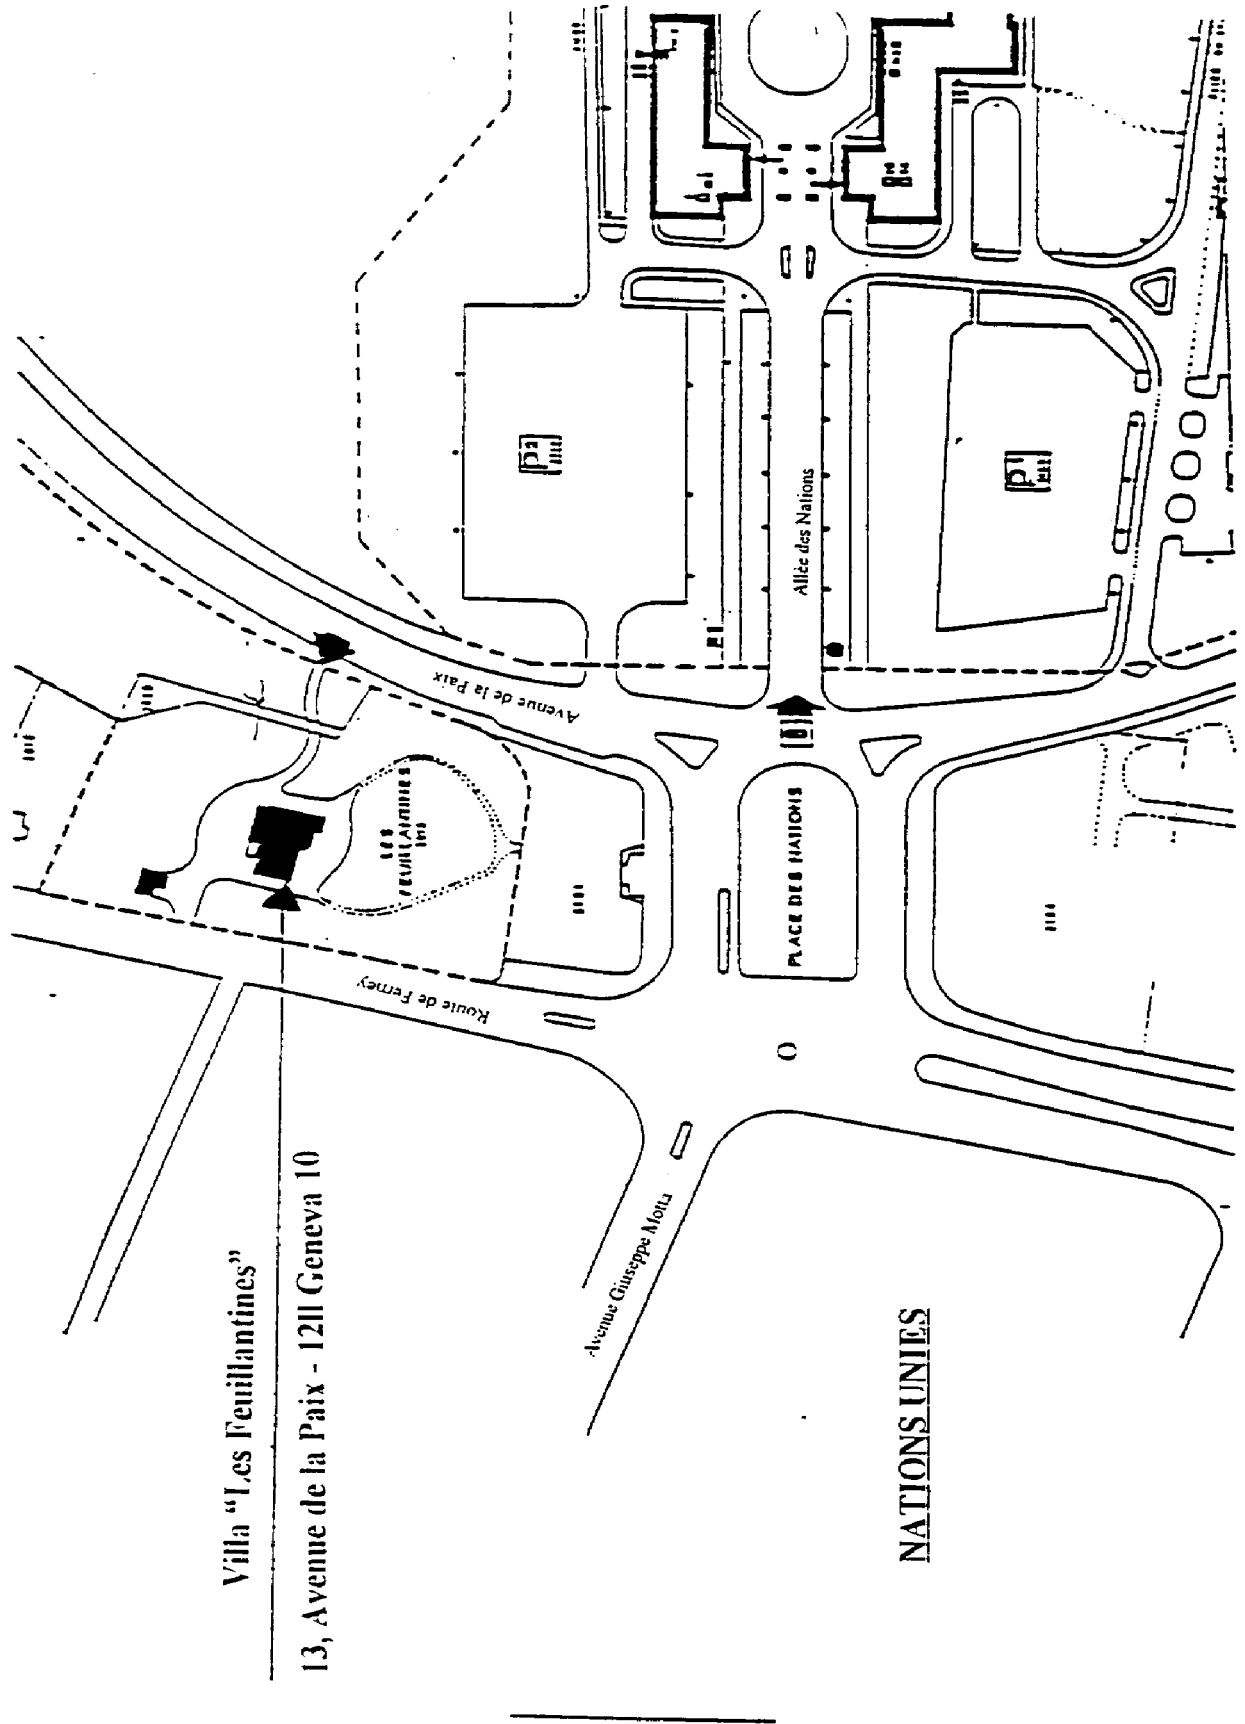 Villa “Les Feuillantines”
13, Avenue de la Paix - 1211 Geneva 10
NATIONS UNIES
Avenue Giuseppe Motta
Route de Ferney
LES
FEUILLANTINES
PLACE DES NATIONS
Avenue de la Paix
Allée des Nations